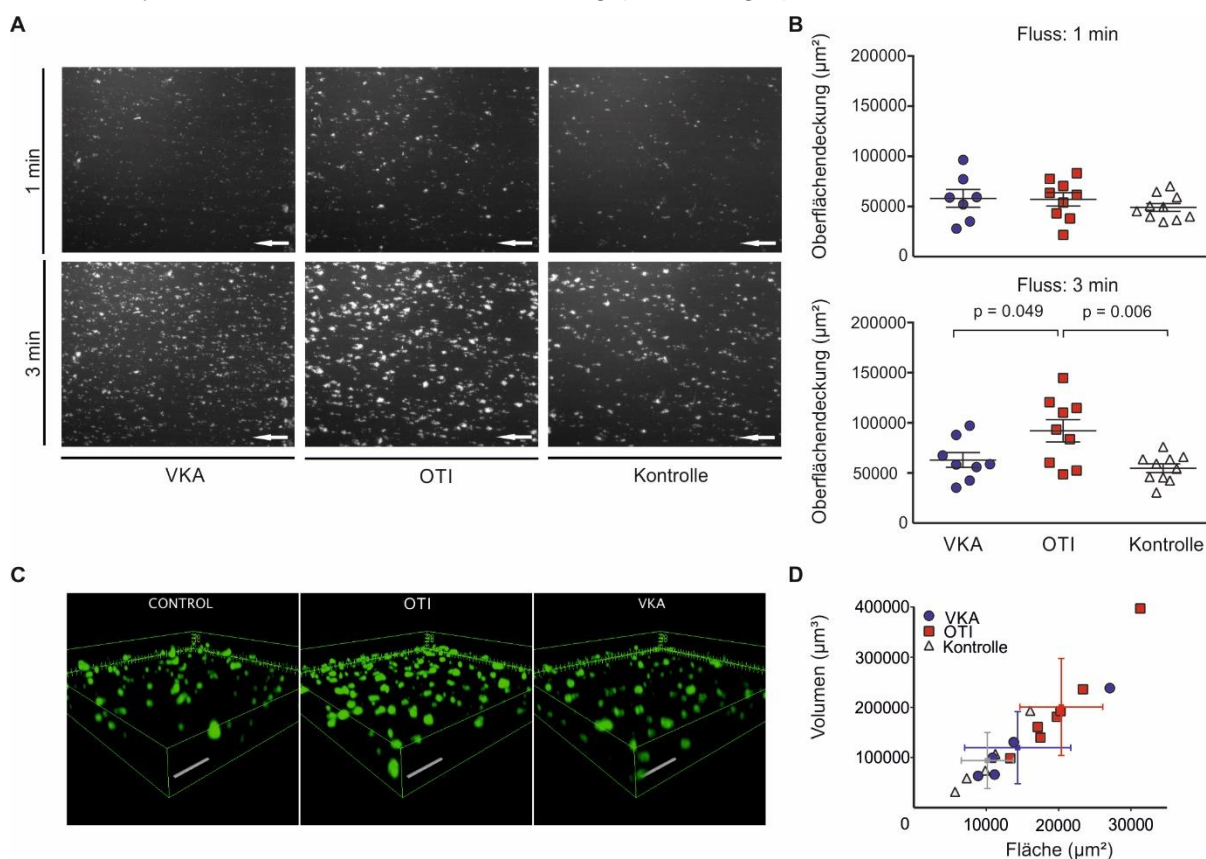 A
1 min
3 min
VKA
OTI
Kontrolle
B
Fluss: 1 min
Oberflächendeckung (µm²)
200000
150000
100000
50000
0
Fluss: 3 min
p = 0.049
p = 0.006
Oberflächendeckung (µm²)
200000
150000
100000
50000
0
VKA
OTI
Kontrolle
C
CONTROL
OTI
VKA
D
Volumen (µm³)
400000
300000
200000
100000
0
VKA
OTI
Kontrolle
10000
20000
30000
Fläche (µm²)